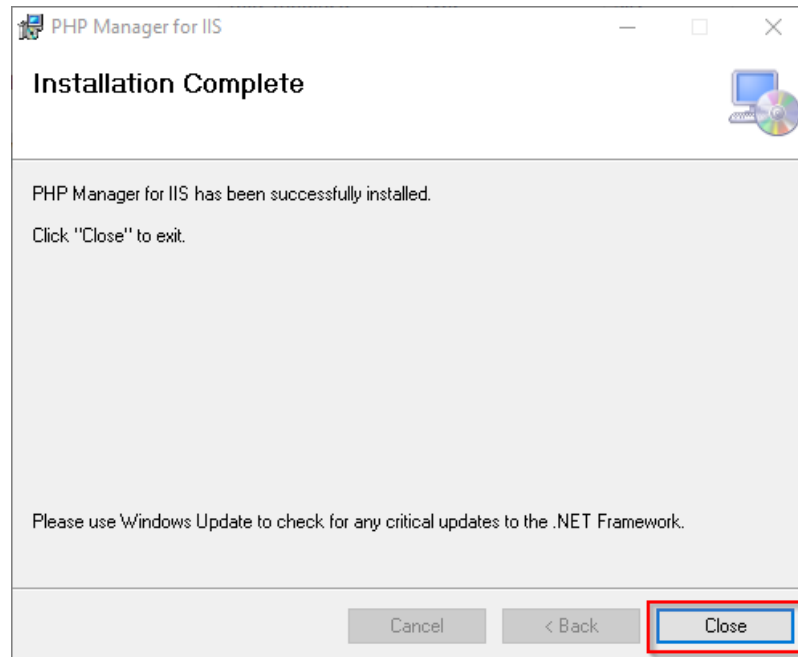 PHP Manager for IIS
Installation Complete
PHP Manager for IIS has been successfully installed.
Click "Close" to exit.
Please use Windows Update to check for any critical updates to the .NET Framework.
Cancel
< Back
Close